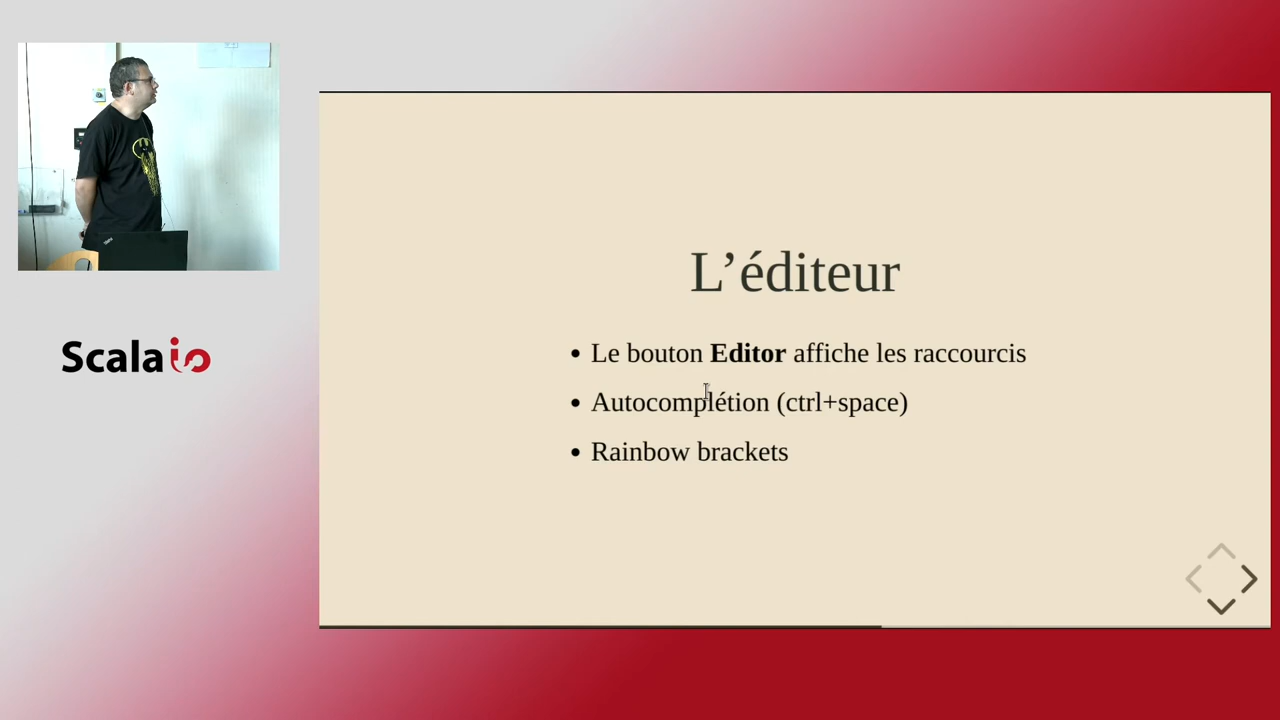 L’éditeur
Le bouton Editor affiche les raccourcis
Autocomplétion (ctrl+space)
Rainbow brackets
Scala io